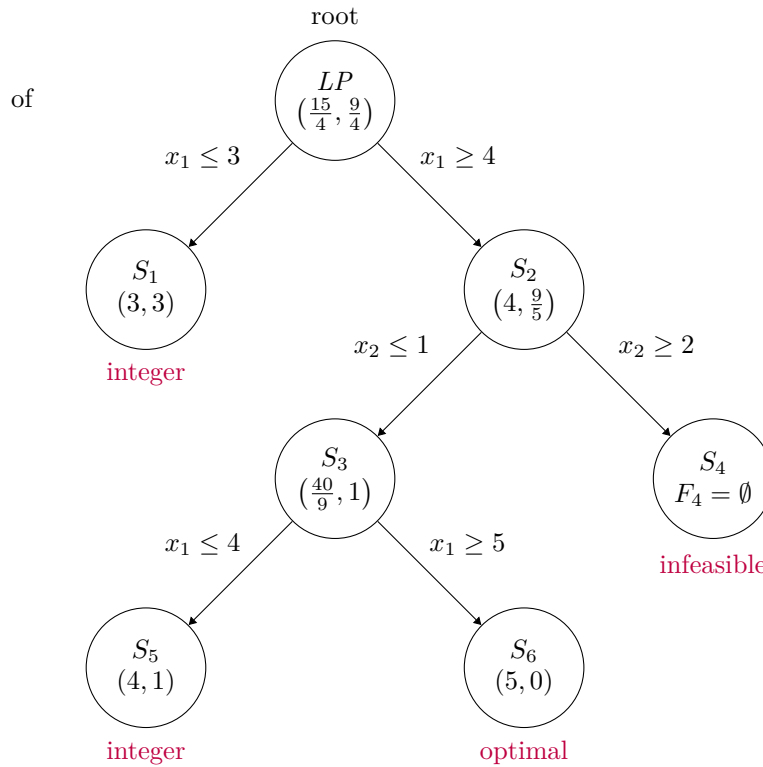 root
of
LP
(15/4, 9/4)
x₁ ≤ 3
x₁ ≥ 4
S₁
(3, 3)
integer
S₂
(4, 9/5)
x₂ ≤ 1
x₂ ≥ 2
S₃
(40/9, 1)
S₄
F₄ = ∅
infeasible
x₁ ≤ 4
x₁ ≥ 5
S₅
(4, 1)
integer
S₆
(5, 0)
optimal